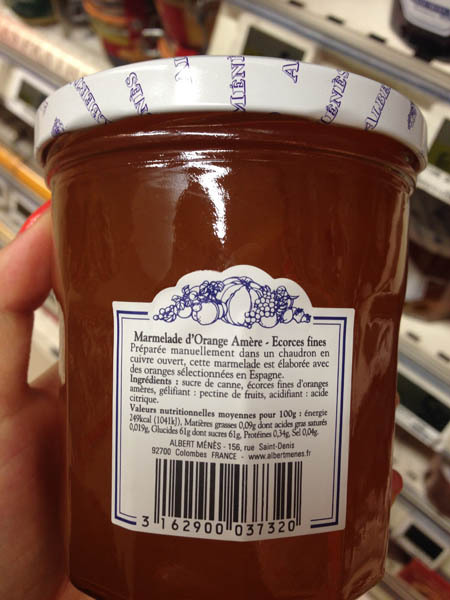 MÉNÈS
ALBERT
Marmelade d'Orange Amère - Ecorces fines
Préparée manuellement dans un chaudron en
cuivre ouvert, cette marmelade est élaborée avec
des oranges sélectionnées en Espagne.
Ingrédients : sucre de canne, écorces fines d'oranges
amères, gélifiant : pectine de fruits, acidifiant : acide
citrique.
Valeurs nutritionnelles moyennes pour 100g : énergie
249kcal (1041kJ), Matières grasses 0,09g dont acides gras saturés
0,019g, Glucides 61g dont sucres 61g, Protéines 0,34g, Sel 0,04g.
ALBERT MÉNÈS - 156, rue Saint-Denis
92700 Colombes FRANCE - www.albertmenes.fr
3 162900 037320